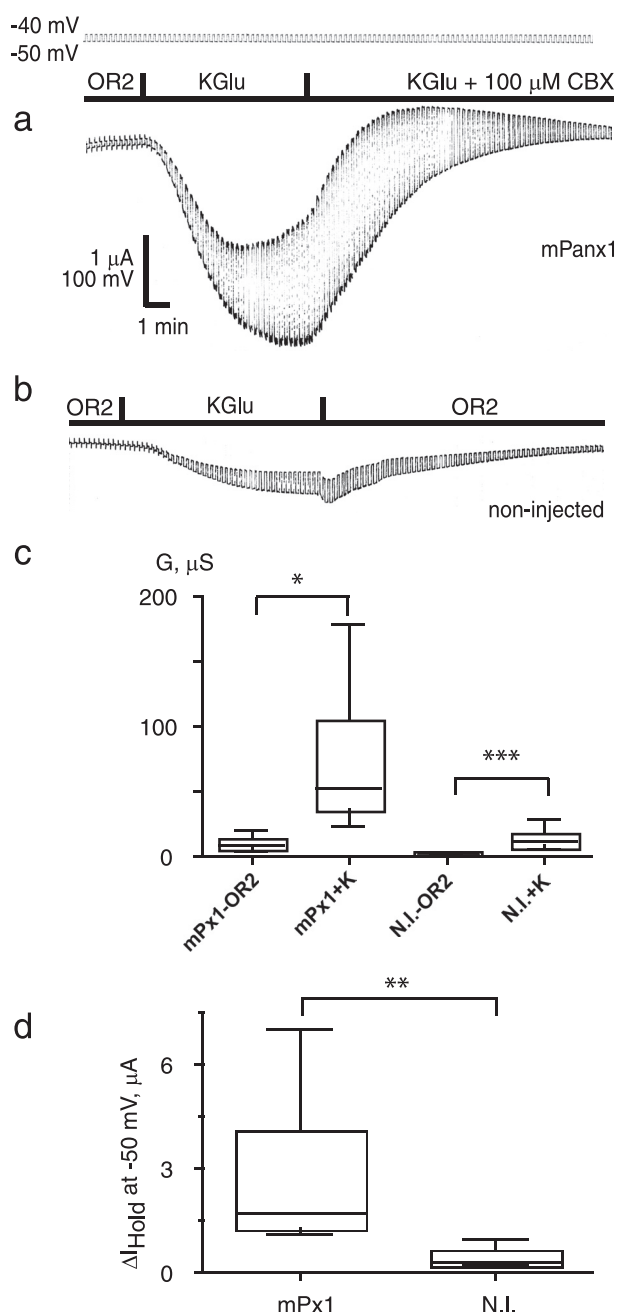 -40 mV
-50 mV
OR2 KGlu KGlu + 100 μM CBX
a
1 μA
100 mV
1 min
mPanx1
b
OR2 KGlu OR2
non-injected
c
G, μS
200
100
0
*
***
mPx1-OR2 mPx1+K N.I.-OR2 N.I.+K
d
**
ΔIHold at -50 mV, μA
6
3
0
mPx1 N.I.